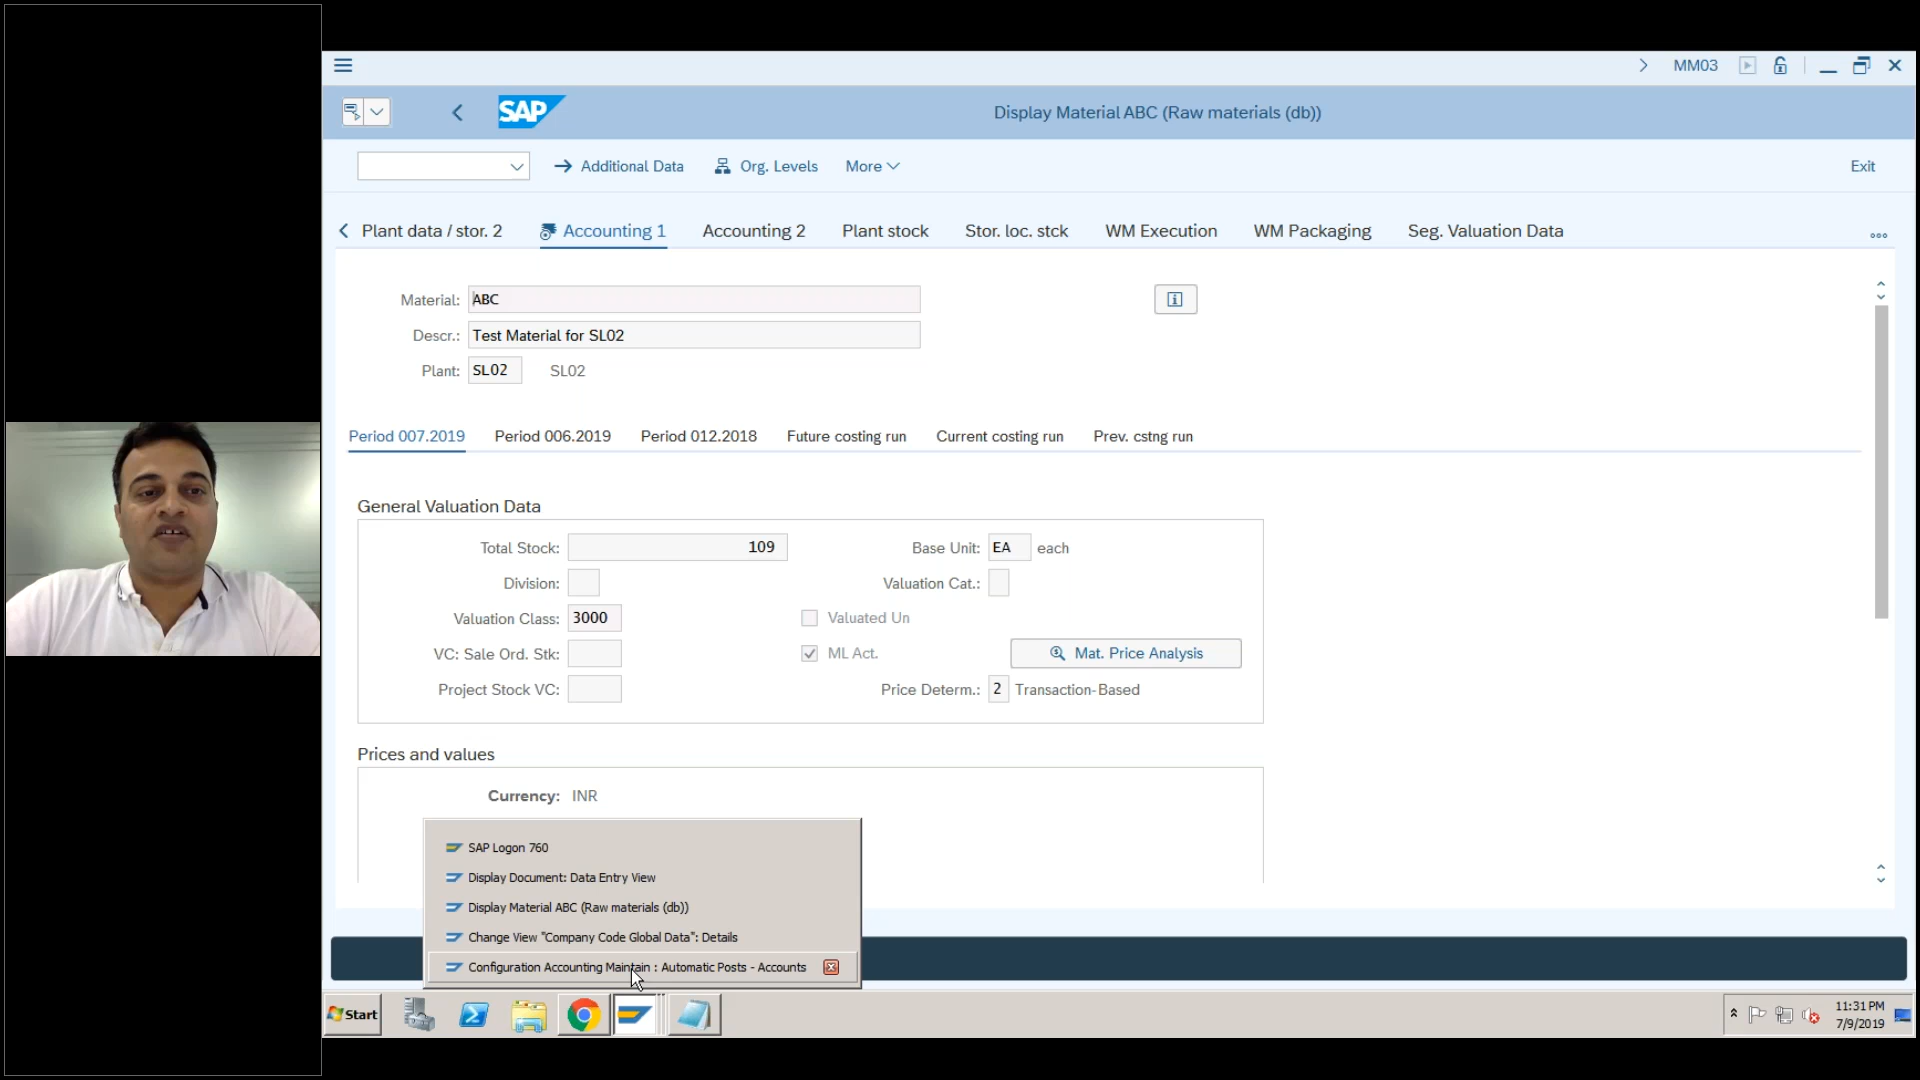 MM03
SAP
Display Material ABC (Raw materials (db))
Additional Data
Org. Levels
More
Exit
Plant data / stor. 2
Accounting 1
Accounting 2
Plant stock
Stor. loc. stck
WM Execution
WM Packaging
Seg. Valuation Data
Material: ABC
Descr.: Test Material for SL02
Plant: SL02 SL02
Period 007.2019
Period 006.2019
Period 012.2018
Future costing run
Current costing run
Prev. cstng run
General Valuation Data
Total Stock: 109
Base Unit: EA each
Division:
Valuation Cat.:
Valuation Class: 3000
Valuated Un
VC: Sale Ord. Stk:
ML Act.
Mat. Price Analysis
Project Stock VC:
Price Determ.: 2 Transaction-Based
Prices and values
Currency: INR
SAP Logon 760
Display Document: Data Entry View
Display Material ABC (Raw materials (db))
Change View "Company Code Global Data": Details
Configuration Accounting Maintain : Automatic Posts - Accounts
Start
11:31 PM
7/9/2019